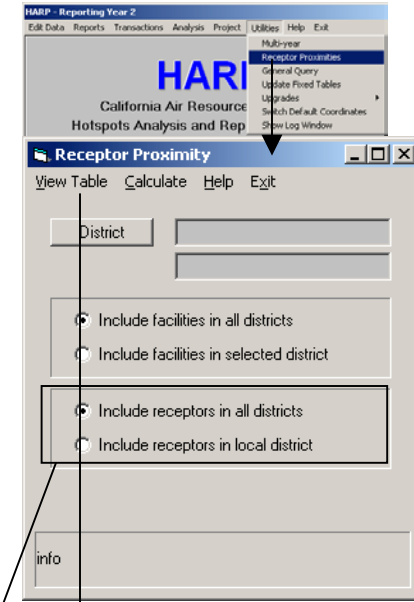 HARP - Reporting Year 2
Edit Data Reports Transactions Analysis Project Utilities Help Exit
Multi-year
Receptor Proximities
General Query
Update Fixed Tables
Upgrades
Switch Default Coordinates
Show Log Window
HARP
California Air Resource
Hotspots Analysis and Rep
Receptor Proximity
View Table Calculate Help Exit
District
Include facilities in all districts
Include facilities in selected district
Include receptors in all districts
Include receptors in local district
info